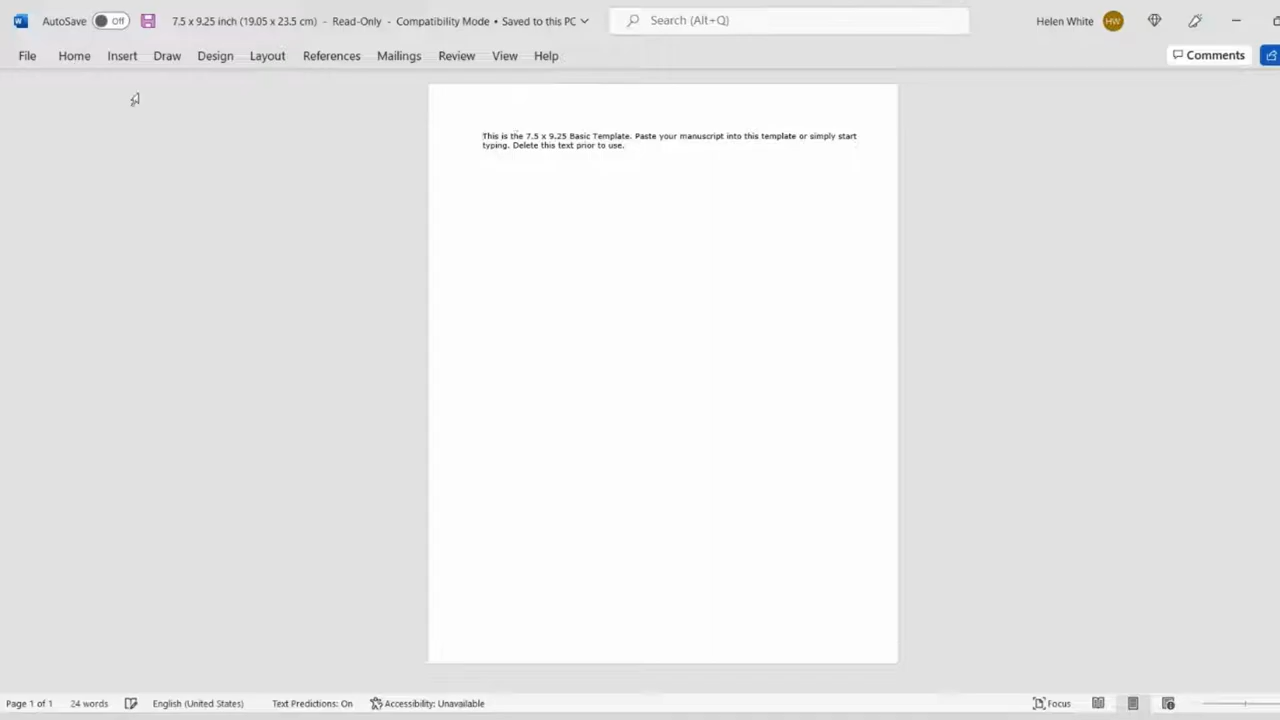 AutoSave Off 7.5 x 9.25 inch (19.05 x 23.5 cm) - Read-Only - Compatibility Mode • Saved to this PC Search (Alt+Q) Helen White HW
File Home Insert Draw Design Layout References Mailings Review View Help Comments
This is the 7.5 x 9.25 Basic Template. Paste your manuscript into this template or simply start
typing. Delete this text prior to use.
Page 1 of 1 24 words English (United States) Text Predictions: On Accessibility: Unavailable Focus